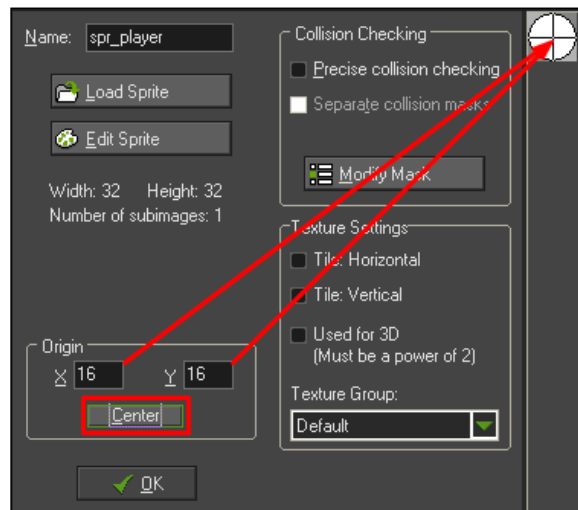 Name: spr_player
Load Sprite
Edit Sprite
Width: 32 Height: 32
Number of subimages: 1
Origin
X 16 Y 16
Center
OK
Collision Checking
Precise collision checking
Separate collision masks
Modify Mask
Texture Settings
Tile: Horizontal
Tile: Vertical
Used for 3D
(Must be a power of 2)
Texture Group:
Default